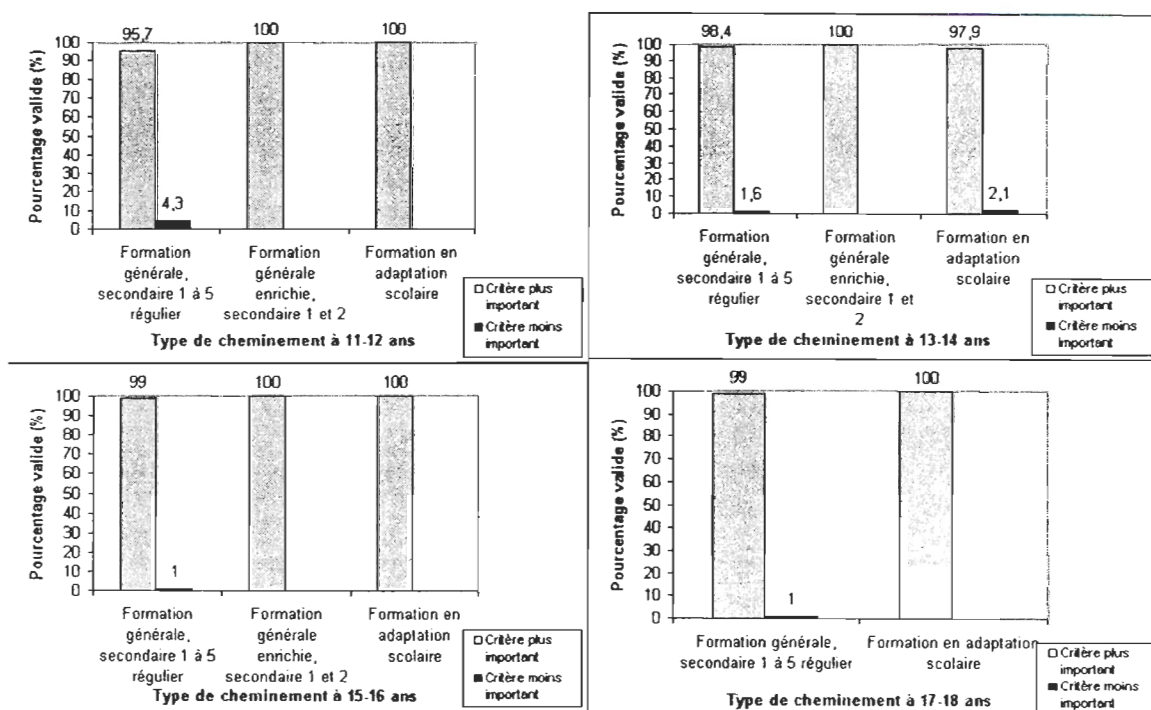 95,7
100
100
100
90
80
70
60
50
40
30
20
10
0
Pourcentage valide (%)
4,3
Formation
générale,
secondaire 1 à 5
régulier
Formation
générale
enrichie,
secondaire 1 et 2
Formation en
adaptation
scolaire
Critère plus
important
Critère moins
important
Type de cheminement à 11-12 ans
98,4
100
97,9
100
90
80
70
60
50
40
30
20
10
0
Pourcentage valide (%)
1,6
2,1
Formation
générale,
secondaire 1 à 5
régulier
Formation
générale
enrichie,
secondaire 1 et
2
Formation en
adaptation
scolaire
Critère plus
important
Critère moins
important
Type de cheminement à 13-14 ans
99
100
100
100
90
80
70
60
50
40
30
20
10
0
Pourcentage valide (%)
1
Formation
générale,
secondaire 1 à 5
régulier
Formation
générale
enrichie,
secondaire 1 et 2
Formation en
adaptation
scolaire
Critère plus
important
Critère moins
important
Type de cheminement à 15-16 ans
99
100
100
90
80
70
60
50
40
30
20
10
0
Pourcentage valide (%)
1
Formation générale,
secondaire 1 à 5 régulier
Formation en adaptation
scolaire
Critère plus
important
Critère moins
important
Type de cheminement à 17-18 ans